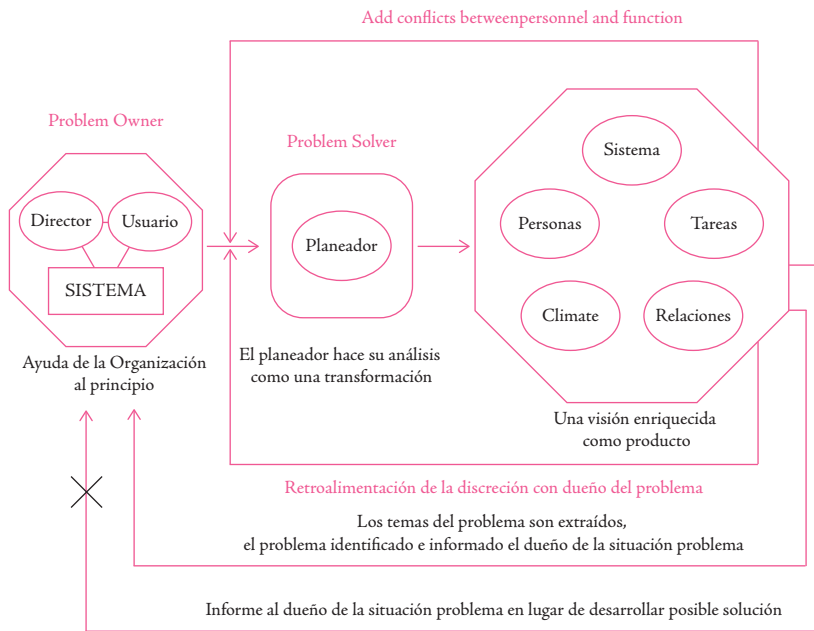 Add conflicts betweenpersonnel and function
Problem Owner
Director
Usuario
SISTEMA
Ayuda de la Organización
al principio
Problem Solver
Planeador
El planeador hace su análisis
como una transformación
Sistema
Personas
Tareas
Climate
Relaciones
Una visión enriquecida
como producto
Retroalimentación de la discreción con dueño del problema
Los temas del problema son extraídos,
el problema identificado e informado el dueño de la situación problema
Informe al dueño de la situación problema en lugar de desarrollar posible solución